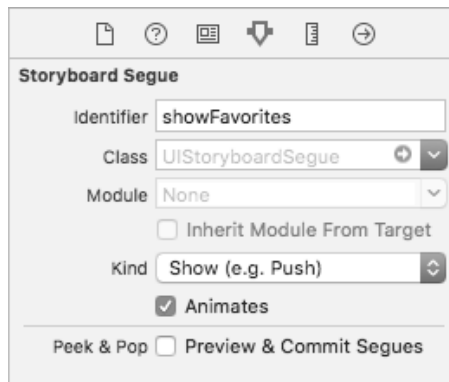 Storyboard Segue
Identifier showFavorites
Class UIStoryboardSegue
Module None
Inherit Module From Target
Kind Show (e.g. Push)
Animates
Peek & Pop Preview & Commit Segues